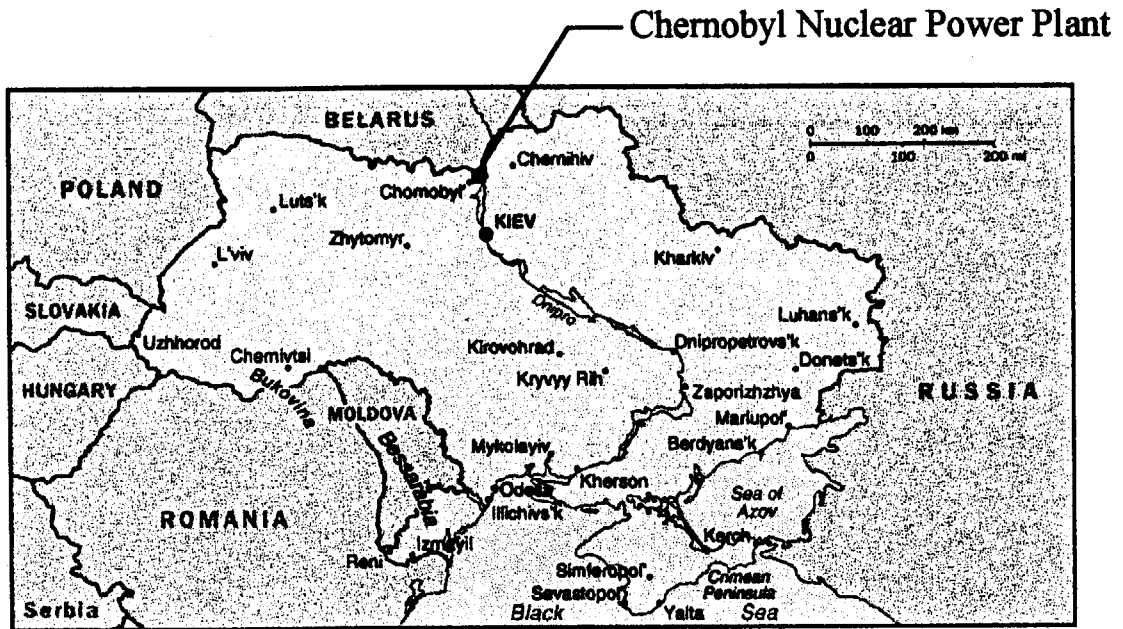 Chernobyl Nuclear Power Plant
BELARUS
0 100 200 km
0 100 200 mi
Chernihiv
POLAND
Chornobyl'
Luts'k
KIEV
Zhytomyr
L'viv
Kharkiv
SLOVAKIA
Dnipro
Luhans'k
Uzhhorod
Chernivtsi
Kirovohrad
Dnipropetrovs'k
Donets'k
HUNGARY
Bukovina
Kryvyy Rih
Zaporizhzhya
RUSSIA
MOLDOVA
Mariupol'
Mykolayiv
Berdyans'k
Bessarabia
Kherson
Odesa
Sea of
Azov
Illichivs'k
ROMANIA
Izmayil
Reni
Kerch
Simferopol'
Crimean
Peninsula
Sevastopol'
Serbia
Black
Yalta
Sea